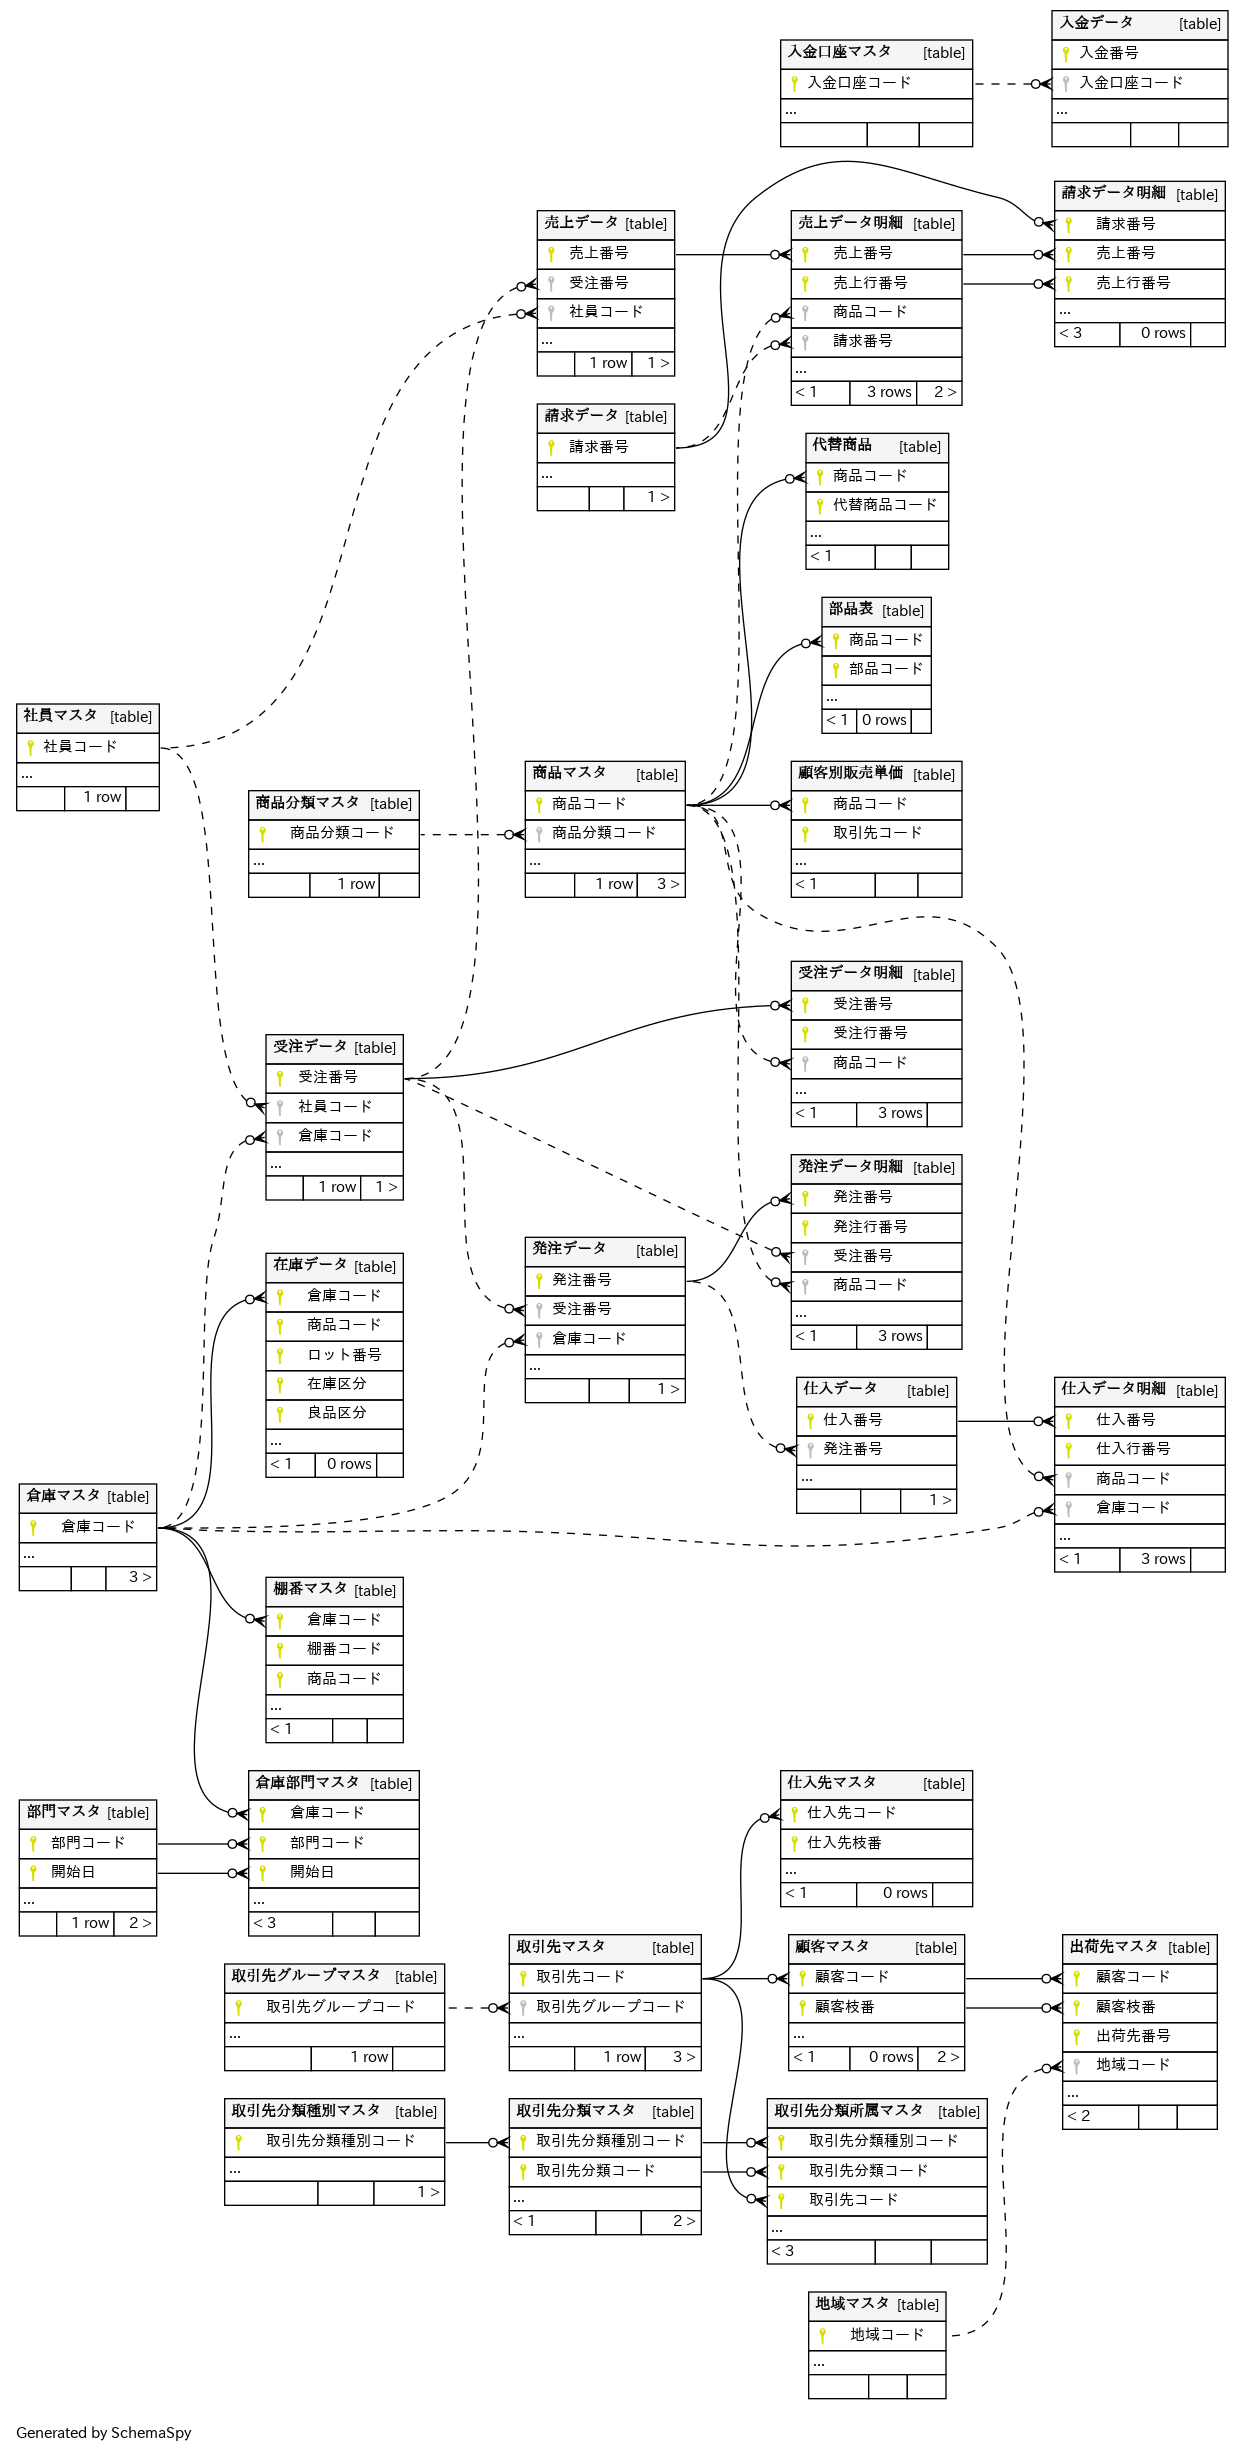 入金データ [table]
入金番号
入金口座コード
...
入金口座マスタ [table]
入金口座コード
...
請求データ明細 [table]
請求番号
売上番号
売上行番号
...
< 3 0 rows
売上データ [table]
売上番号
受注番号
社員コード
...
1 row 1 >
売上データ明細 [table]
売上番号
売上行番号
商品コード
請求番号
...
< 1 3 rows 2 >
請求データ [table]
請求番号
...
1 >
代替商品 [table]
商品コード
代替商品コード
...
< 1
部品表 [table]
商品コード
部品コード
...
< 1 0 rows
社員マスタ [table]
社員コード
...
1 row
商品分類マスタ [table]
商品分類コード
...
1 row
商品マスタ [table]
商品コード
商品分類コード
...
1 row 3 >
顧客別販売単価 [table]
商品コード
取引先コード
...
< 1
受注データ明細 [table]
受注番号
受注行番号
商品コード
...
< 1 3 rows
受注データ [table]
受注番号
社員コード
倉庫コード
...
1 row 1 >
発注データ明細 [table]
発注番号
発注行番号
受注番号
商品コード
...
< 1 3 rows
発注データ [table]
発注番号
受注番号
倉庫コード
...
1 >
在庫データ [table]
倉庫コード
商品コード
ロット番号
在庫区分
良品区分
...
< 1 0 rows
仕入データ [table]
仕入番号
発注番号
...
1 >
仕入データ明細 [table]
仕入番号
仕入行番号
商品コード
倉庫コード
...
< 1 3 rows
倉庫マスタ [table]
倉庫コード
...
3 >
棚番マスタ [table]
倉庫コード
棚番コード
商品コード
...
< 1
倉庫部門マスタ [table]
倉庫コード
部門コード
開始日
...
< 3
部門マスタ [table]
部門コード
開始日
...
1 row 2 >
仕入先マスタ [table]
仕入先コード
仕入先枝番
...
< 1 0 rows
取引先グループマスタ [table]
取引先グループコード
...
1 row
取引先マスタ [table]
取引先コード
取引先グループコード
...
1 row 3 >
顧客マスタ [table]
顧客コード
顧客枝番
...
< 1 0 rows 2 >
出荷先マスタ [table]
顧客コード
顧客枝番
出荷先番号
地域コード
...
< 2
取引先分類種別マスタ [table]
取引先分類種別コード
...
1 >
取引先分類マスタ [table]
取引先分類種別コード
取引先分類コード
...
< 1 2 >
取引先分類所属マスタ [table]
取引先分類種別コード
取引先分類コード
取引先コード
...
< 3
地域マスタ [table]
地域コード
...
Generated by SchemaSpy